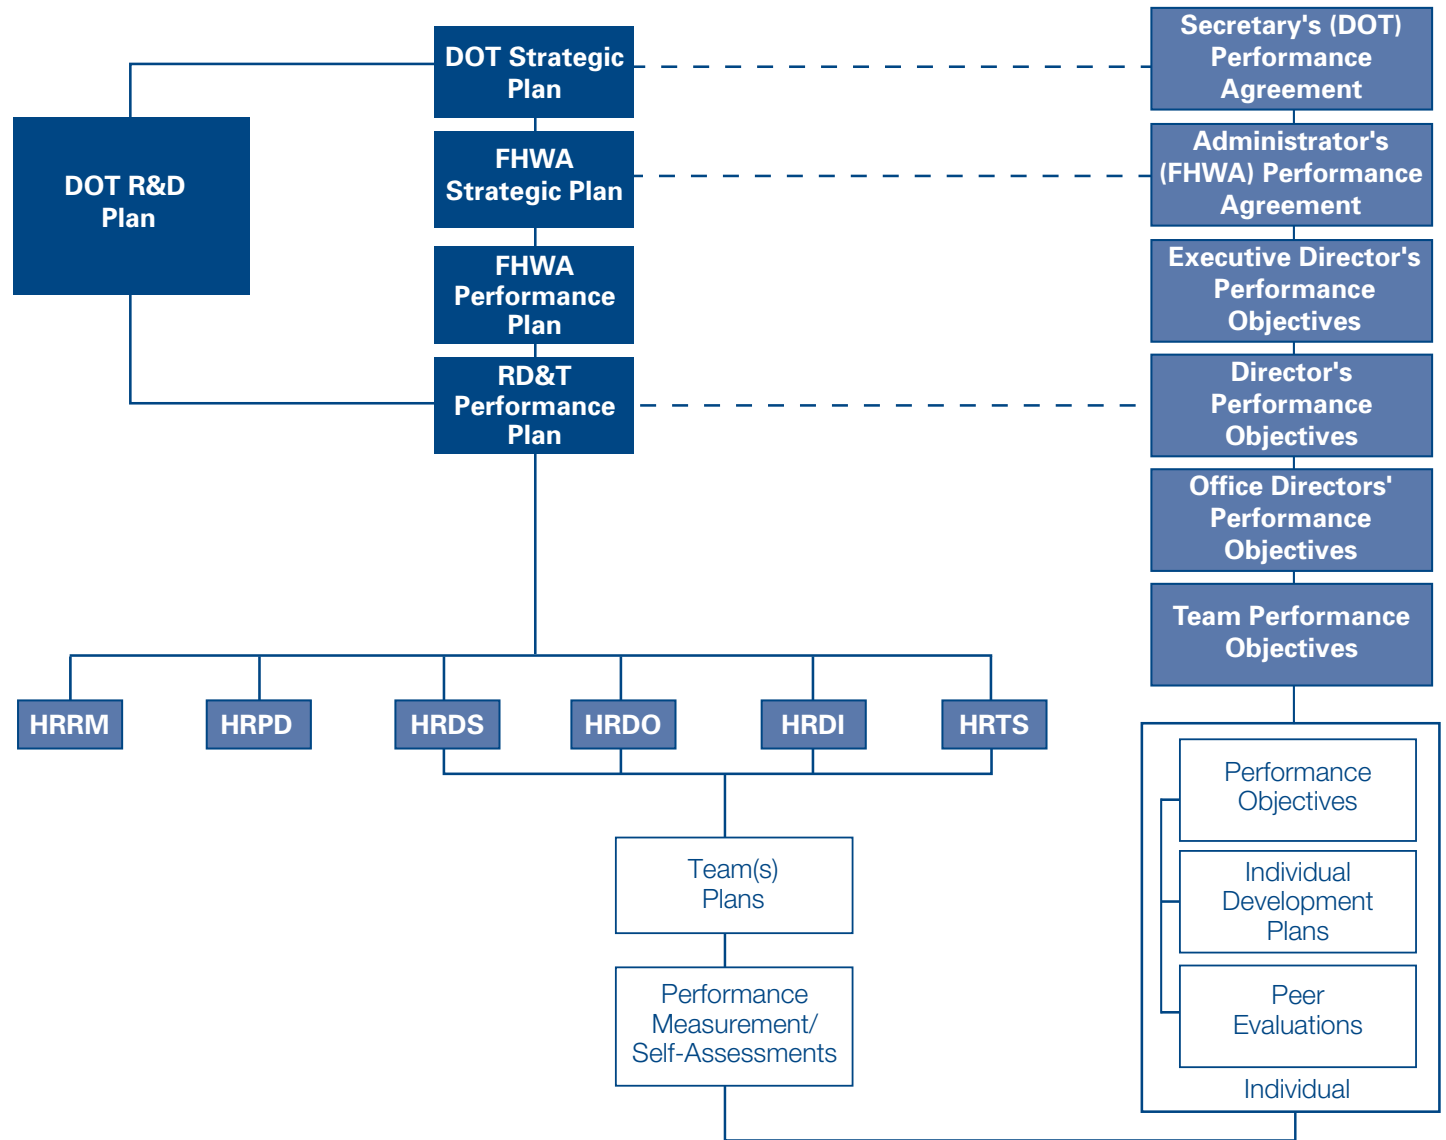 DOT Strategic
Plan
DOT R&D
Plan
FHWA
Strategic Plan
FHWA
Performance
Plan
RD&T
Performance
Plan
HRRM
HRPD
HRDS
HRDO
HRDI
HRTS
Team(s)
Plans
Performance
Measurement/
Self-Assessments
Secretary's (DOT)
Performance
Agreement
Administrator's
(FHWA) Performance
Agreement
Executive Director's
Performance
Objectives
Director's
Performance
Objectives
Office Directors'
Performance
Objectives
Team Performance
Objectives
Performance
Objectives
Individual
Development
Plans
Peer
Evaluations
Individual